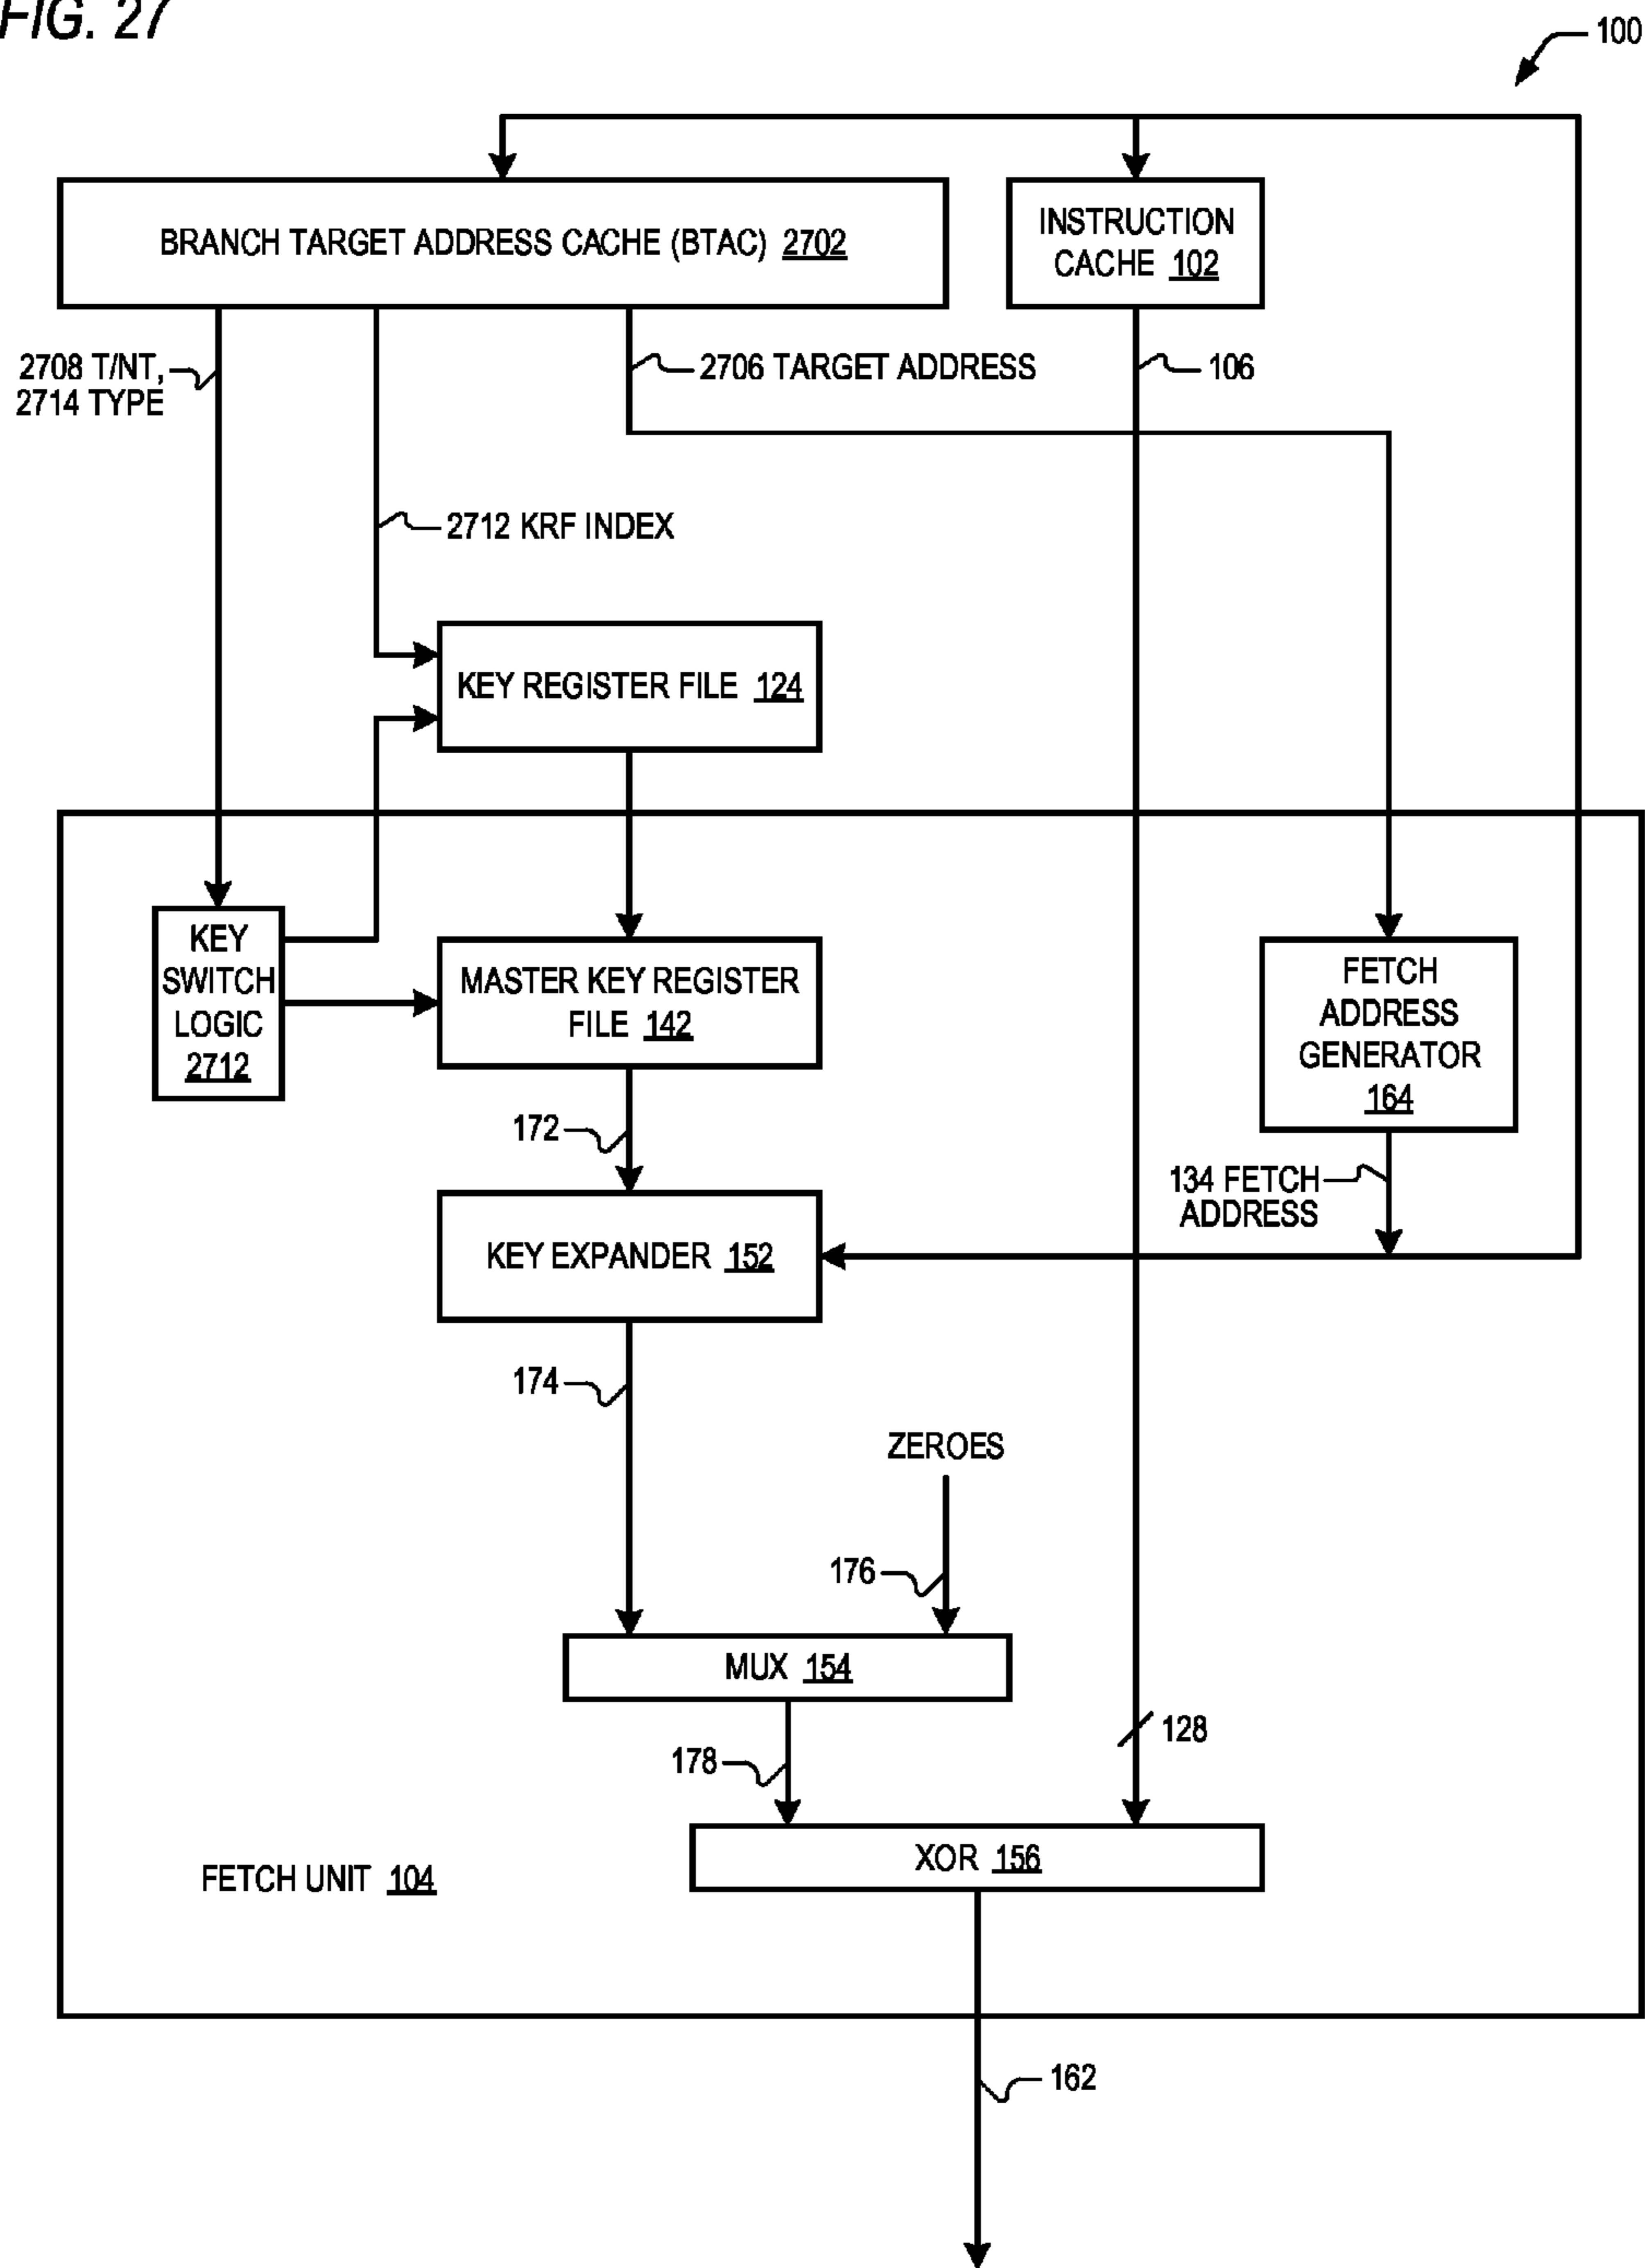 FIG. 27
100
BRANCH TARGET ADDRESS CACHE (BTAC) 2702
INSTRUCTION
CACHE 102
2708 T/NT,
2714 TYPE
2706 TARGET ADDRESS
106
2712 KRF INDEX
KEY REGISTER FILE 124
KEY
SWITCH
LOGIC
2712
MASTER KEY REGISTER
FILE 142
FETCH
ADDRESS
GENERATOR
164
172
134 FETCH
ADDRESS
KEY EXPANDER 152
174
ZEROES
176
MUX 154
128
178
XOR 156
FETCH UNIT 104
162